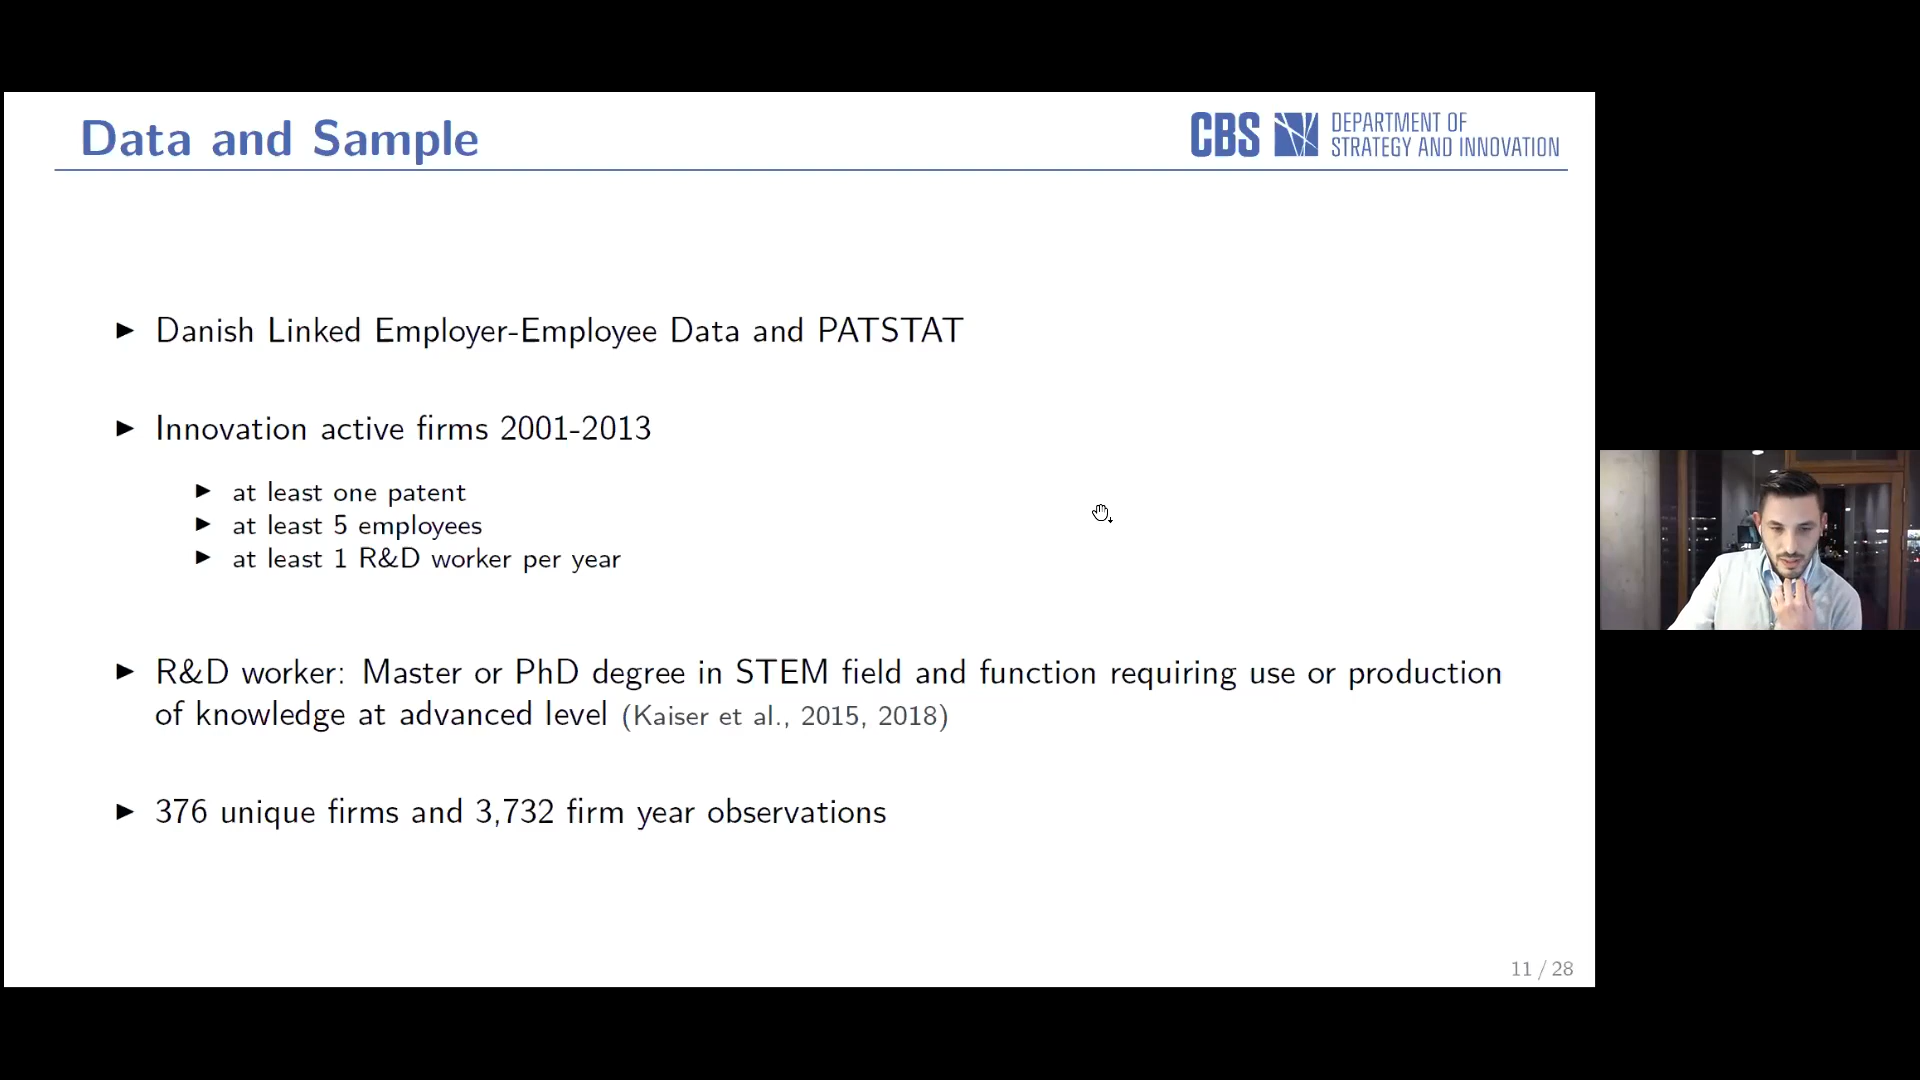 Data and Sample
CBS DEPARTMENT OF
STRATEGY AND INNOVATION
Danish Linked Employer-Employee Data and PATSTAT
Innovation active firms 2001-2013
at least one patent
at least 5 employees
at least 1 R&D worker per year
R&D worker: Master or PhD degree in STEM field and function requiring use or production
of knowledge at advanced level (Kaiser et al., 2015, 2018)
376 unique firms and 3,732 firm year observations
11 / 28